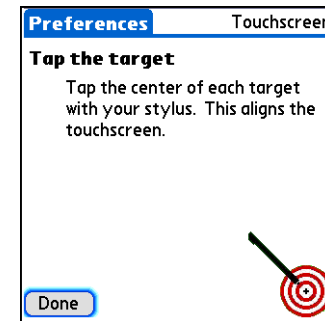 Preferences Touchscreen
Tap the target
Tap the center of each target
with your stylus. This aligns the
touchscreen.
Done